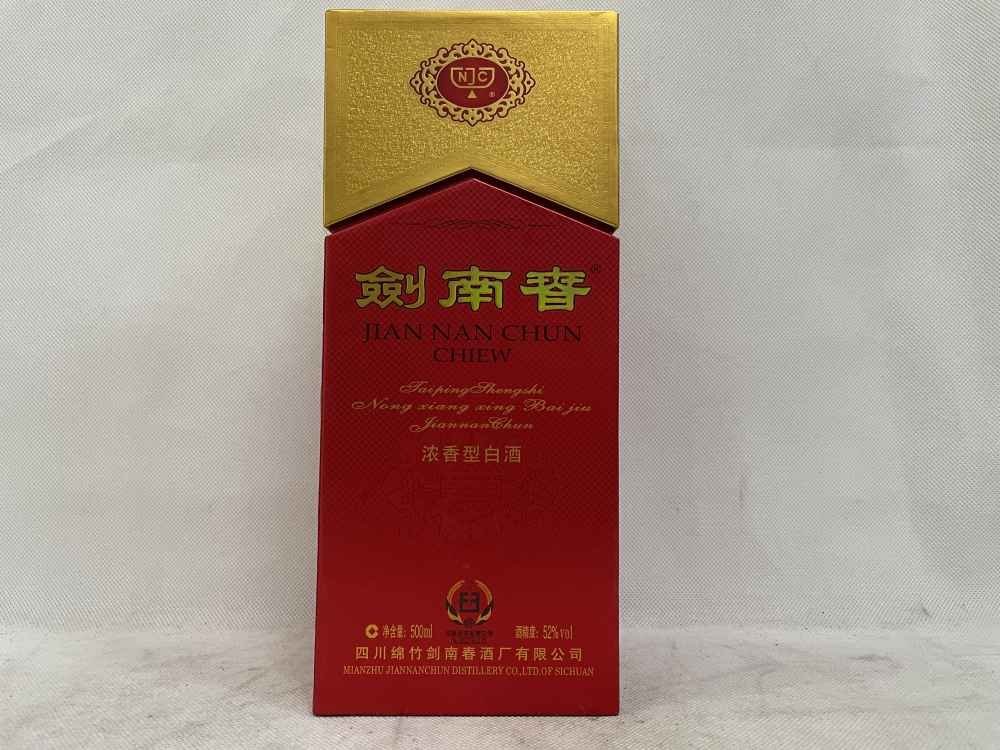 NJC®
劍南春®
JIAN NAN CHUN
CHIEW
TaipingShengshi
Nong xiang xing Bai jiu
JiannanChun
浓香型白酒
净含量: 500ml 酒精度: 52%vol
四川绵竹剑南春酒厂有限公司
MIANZHU JIANNANCHUN DISTILLERY CO.,LTD.OF SICHUAN